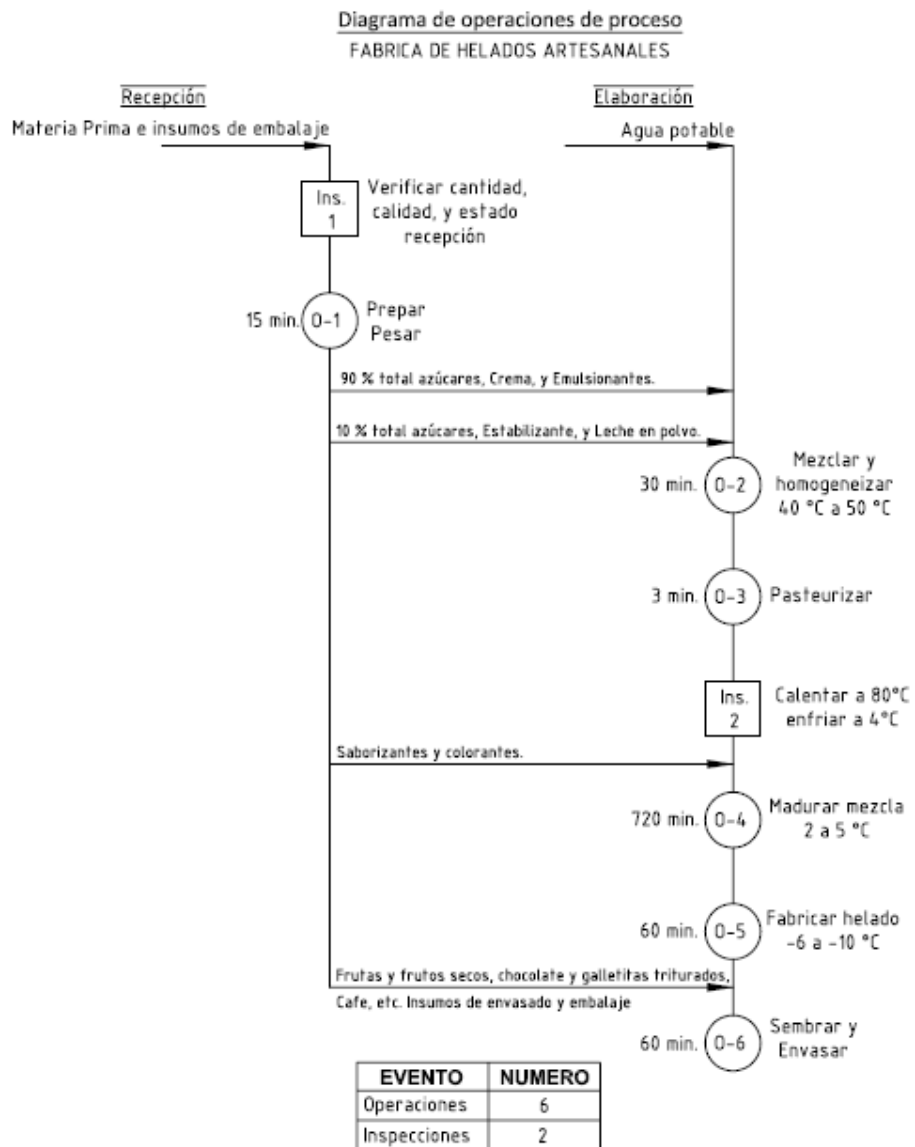 Diagrama de operaciones de proceso
FABRICA DE HELADOS ARTESANALES
Recepción
Elaboración
Materia Prima e insumos de embalaje
Agua potable
Ins.
1
Verificar cantidad,
calidad, y estado
recepción
15 min.
O-1
Prepar
Pesar
90 % total azúcares, Crema, y Emulsionantes.
10 % total azúcares, Estabilizante, y Leche en polvo.
30 min.
O-2
Mezclar y
homogeneizar
40 °C a 50 °C
3 min.
O-3
Pasteurizar
Ins.
2
Calentar a 80°C
enfriar a 4°C
Saborizantes y colorantes.
720 min.
O-4
Madurar mezcla
2 a 5 °C
60 min.
O-5
Fabricar helado
-6 a -10 °C
Frutas y frutos secos, chocolate y galletitas triturados,
Cafe, etc. Insumos de envasado y embalaje
60 min.
O-6
Sembrar y
Envasar
EVENTO NUMERO
Operaciones 6
Inspecciones 2